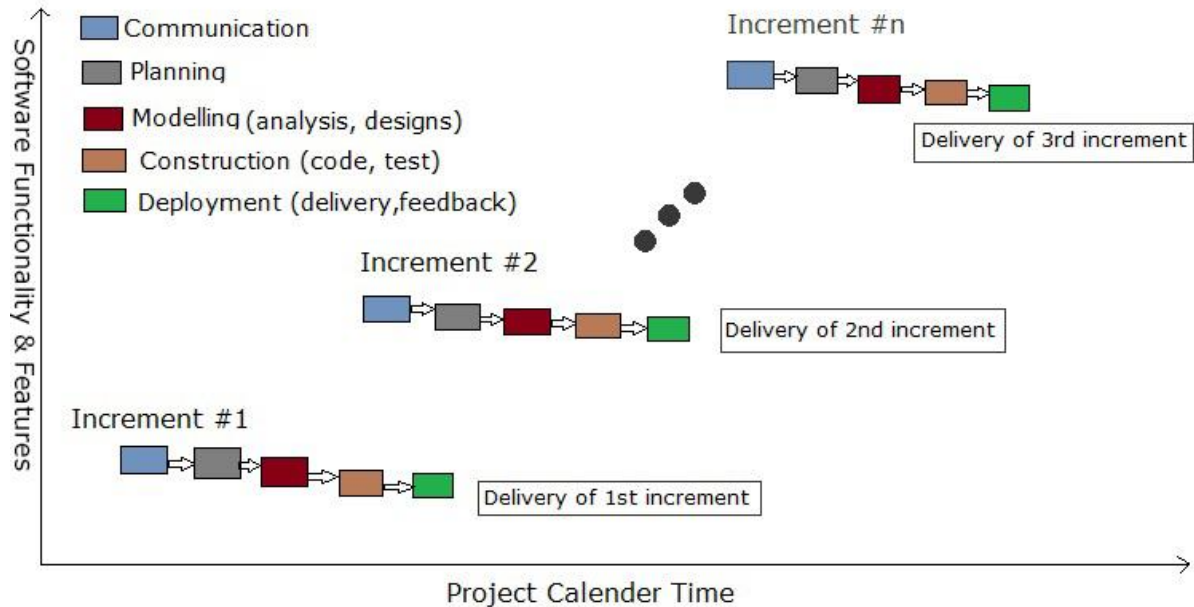 Software Functionality & Features
Communication
Planning
Modelling (analysis, designs)
Construction (code, test)
Deployment (delivery,feedback)
Increment #n
Delivery of 3rd increment
Increment #2
Delivery of 2nd increment
Increment #1
Delivery of 1st increment
Project Calender Time